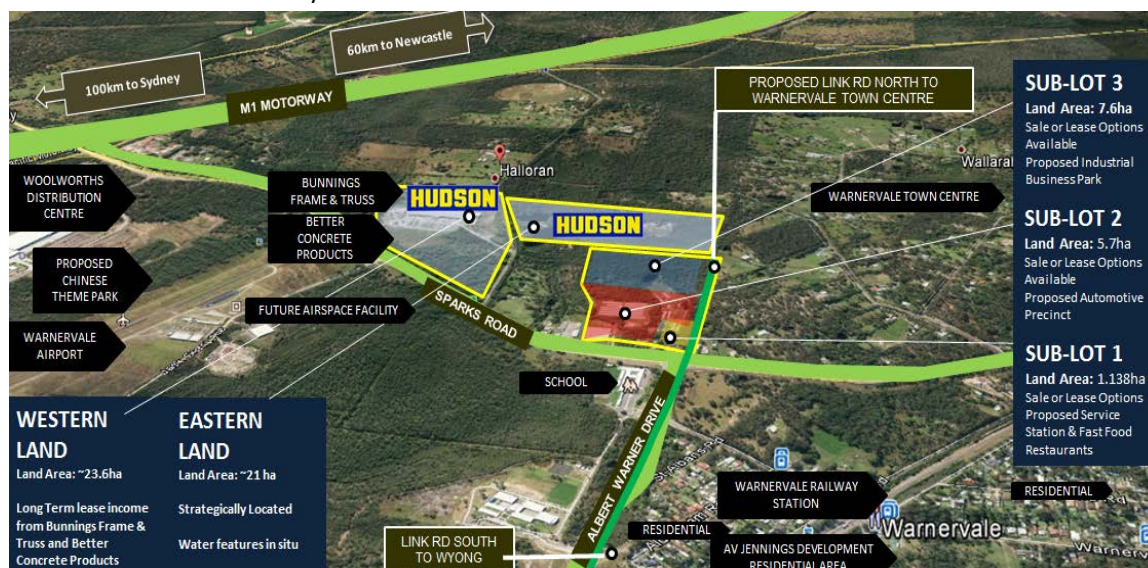 60km to Newcastle
100km to Sydney
M1 MOTORWAY
PROPOSED LINK RD NORTH TO
WARNERVALE TOWN CENTRE
SUB-LOT 3
Land Area: 7.6ha
Sale or Lease Options
Available
Proposed Industrial
Business Park
SUB-LOT 2
Land Area: 5.7ha
Sale or Lease Options
Available
Proposed Automotive
Precinct
SUB-LOT 1
Land Area: 1.138ha
Sale or Lease Options
Proposed Service
Station & Fast Food
Restaurants
WOOLWORTHS
DISTRIBUTION
CENTRE
BUNNINGS
FRAME & TRUSS
Halloran
HUDSON
HUDSON
WARNERVALE TOWN CENTRE
BETTER
CONCRETE
PRODUCTS
PROPOSED
CHINESE
THEME PARK
FUTURE AIRSPACE FACILITY
SPARKS ROAD
WARNERVALE
AIRPORT
SCHOOL
WESTERN
LAND
Land Area: ~23.6ha
Long Term lease income
from Bunnings Frame &
Truss and Better
Concrete Products
EASTERN
LAND
Land Area: ~21 ha
Strategically Located
Water features in situ
ALBERT WARNER DRIVE
St Albans Rd
WARNERVALE RAILWAY
STATION
RESIDENTIAL
Warnervale
RESIDENTIAL
LINK RD SOUTH
TO WYONG
AV JENNINGS DEVELOPMENT
RESIDENTIAL AREA